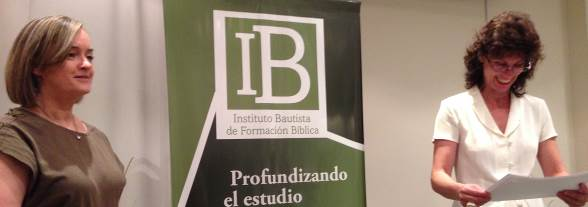 IB
Instituto Bautista
de Formación Bíblica
Profundizando
el estudio